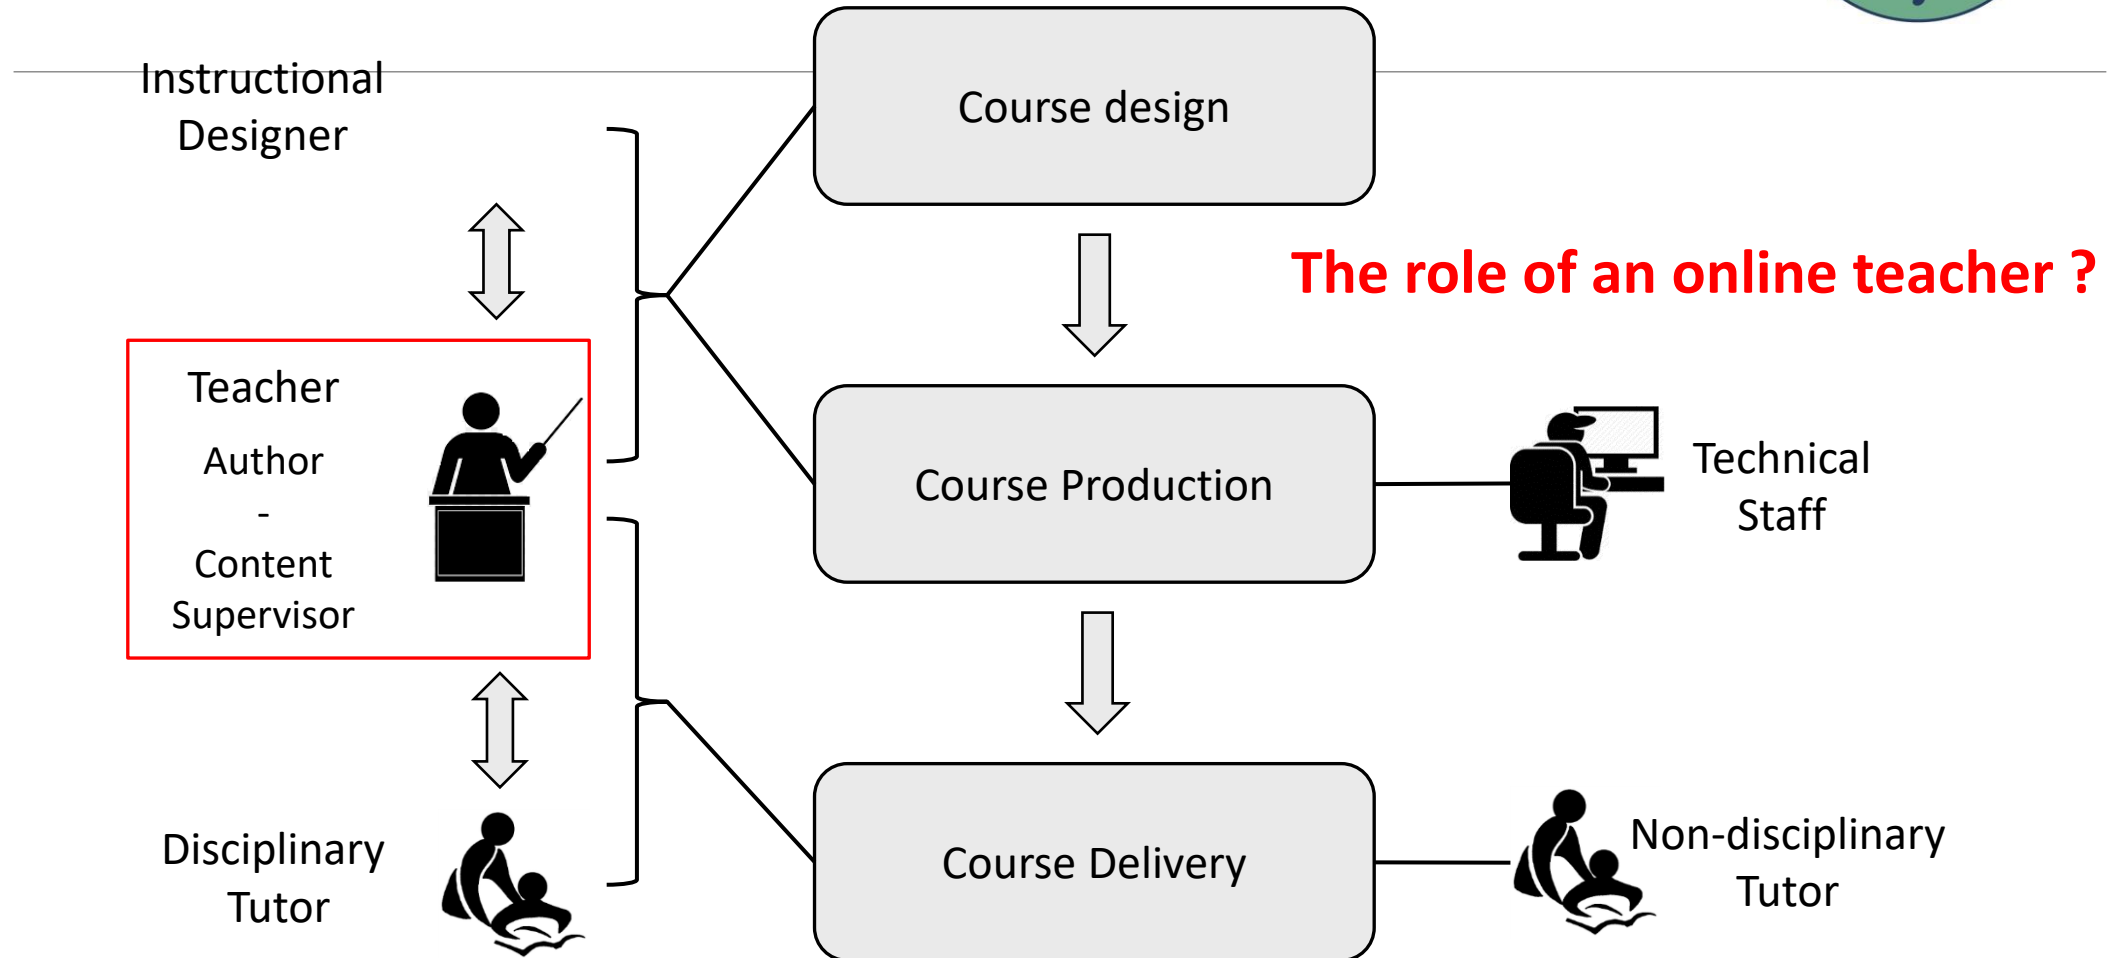 Instructional
Designer
Course design
The role of an online teacher ?
Teacher
Author
-
Content
Supervisor
Course Production
Technical
Staff
Disciplinary
Tutor
Course Delivery
Non-disciplinary
Tutor